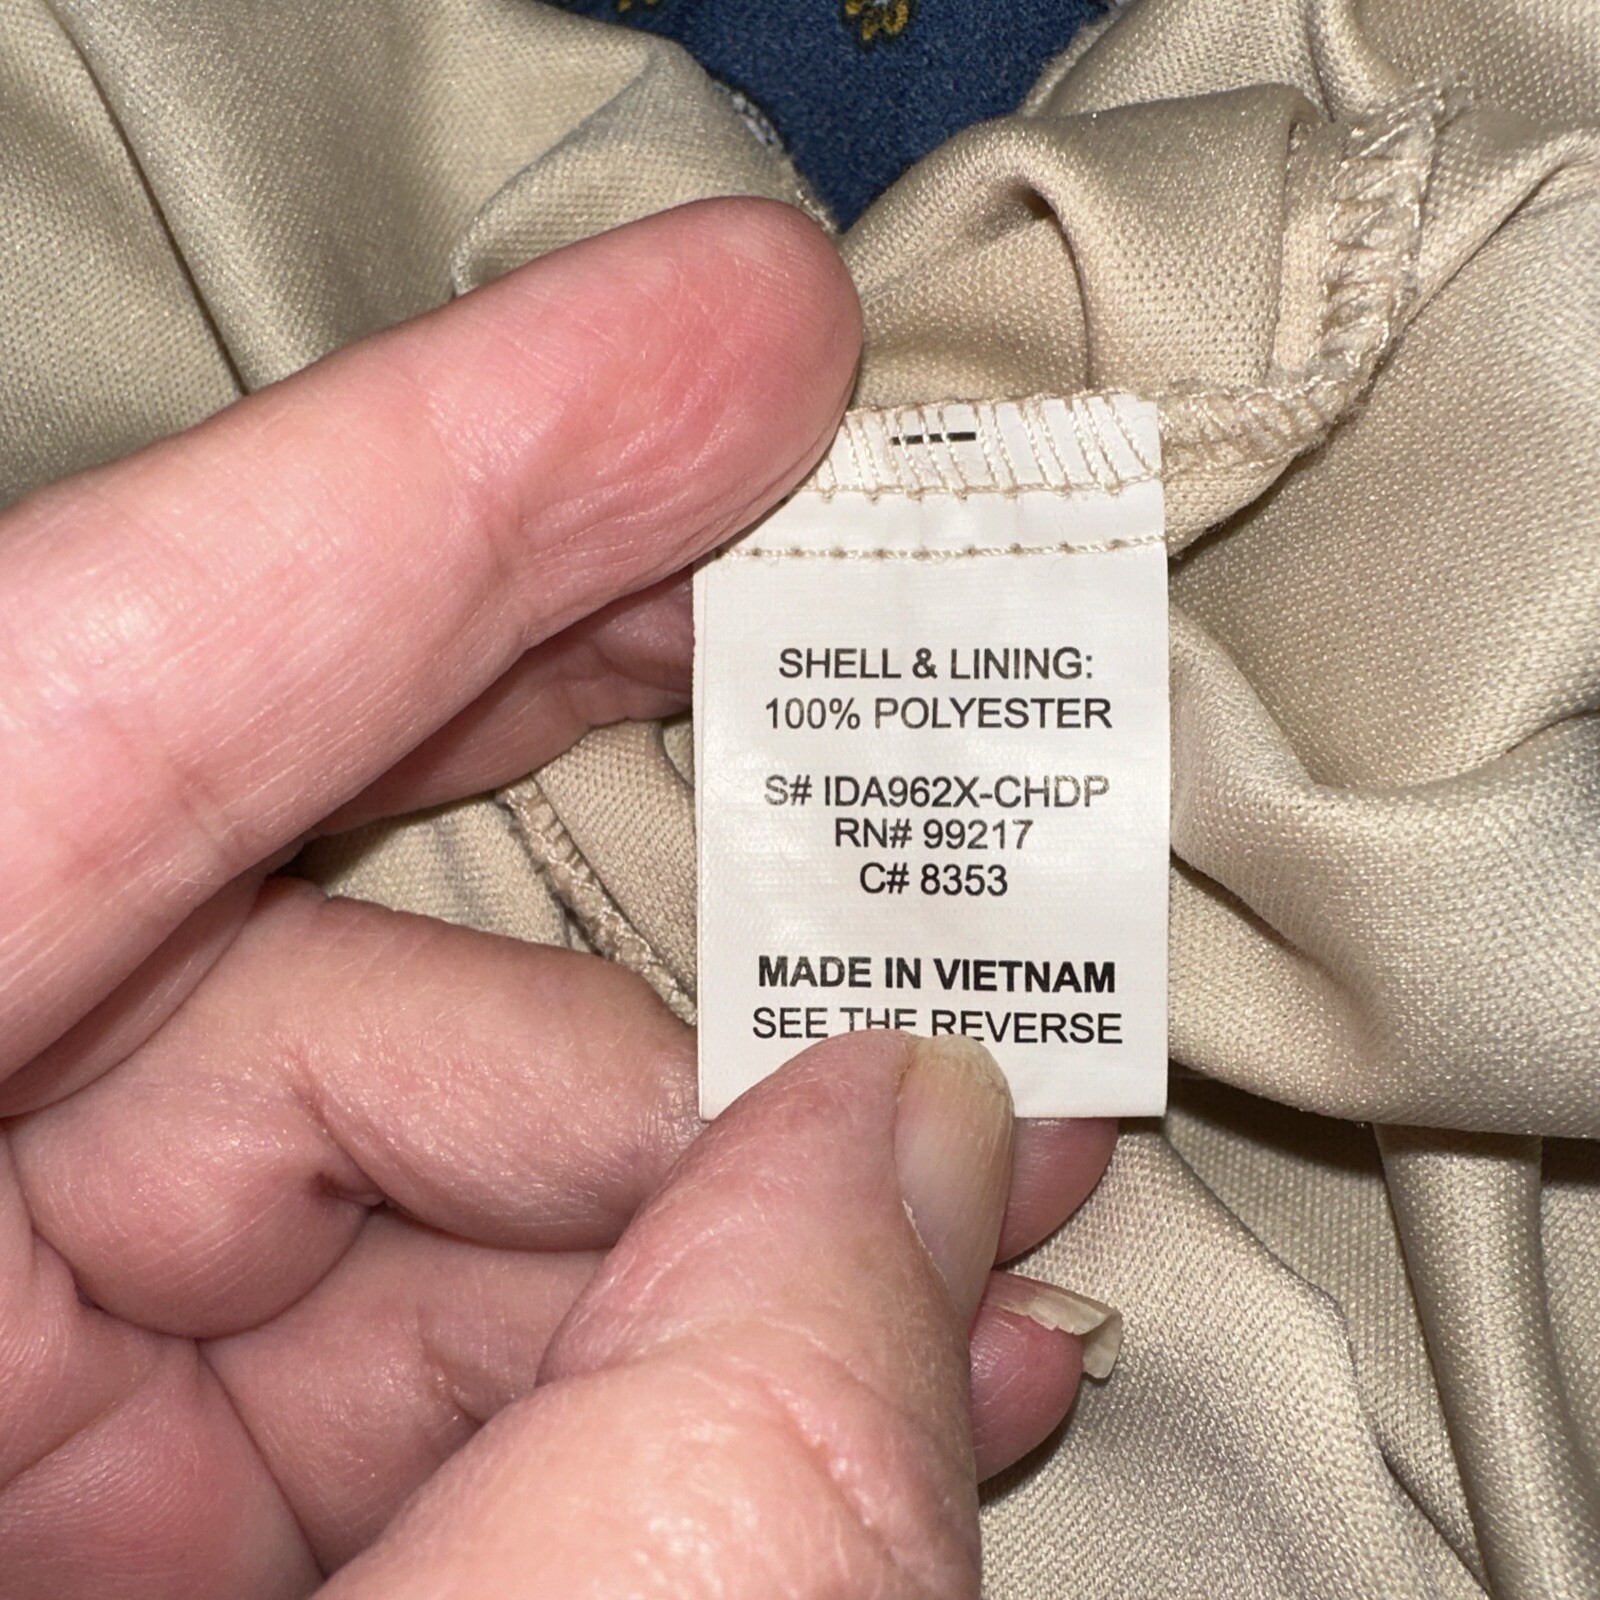 SHELL & LINING:
100% POLYESTER
S# IDA962X-CHDP
RN# 99217
C# 8353
MADE IN VIETNAM
SEE THE REVERSE